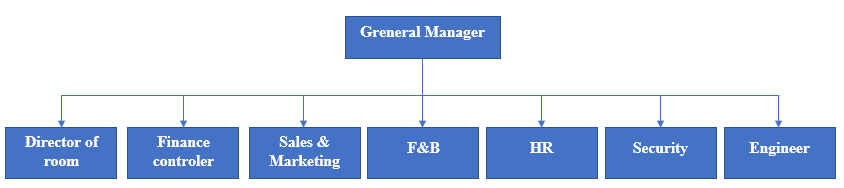 Greneral Manager
Director of
room
Finance
controler
Sales &
Marketing
F&B
HR
Security
Engineer